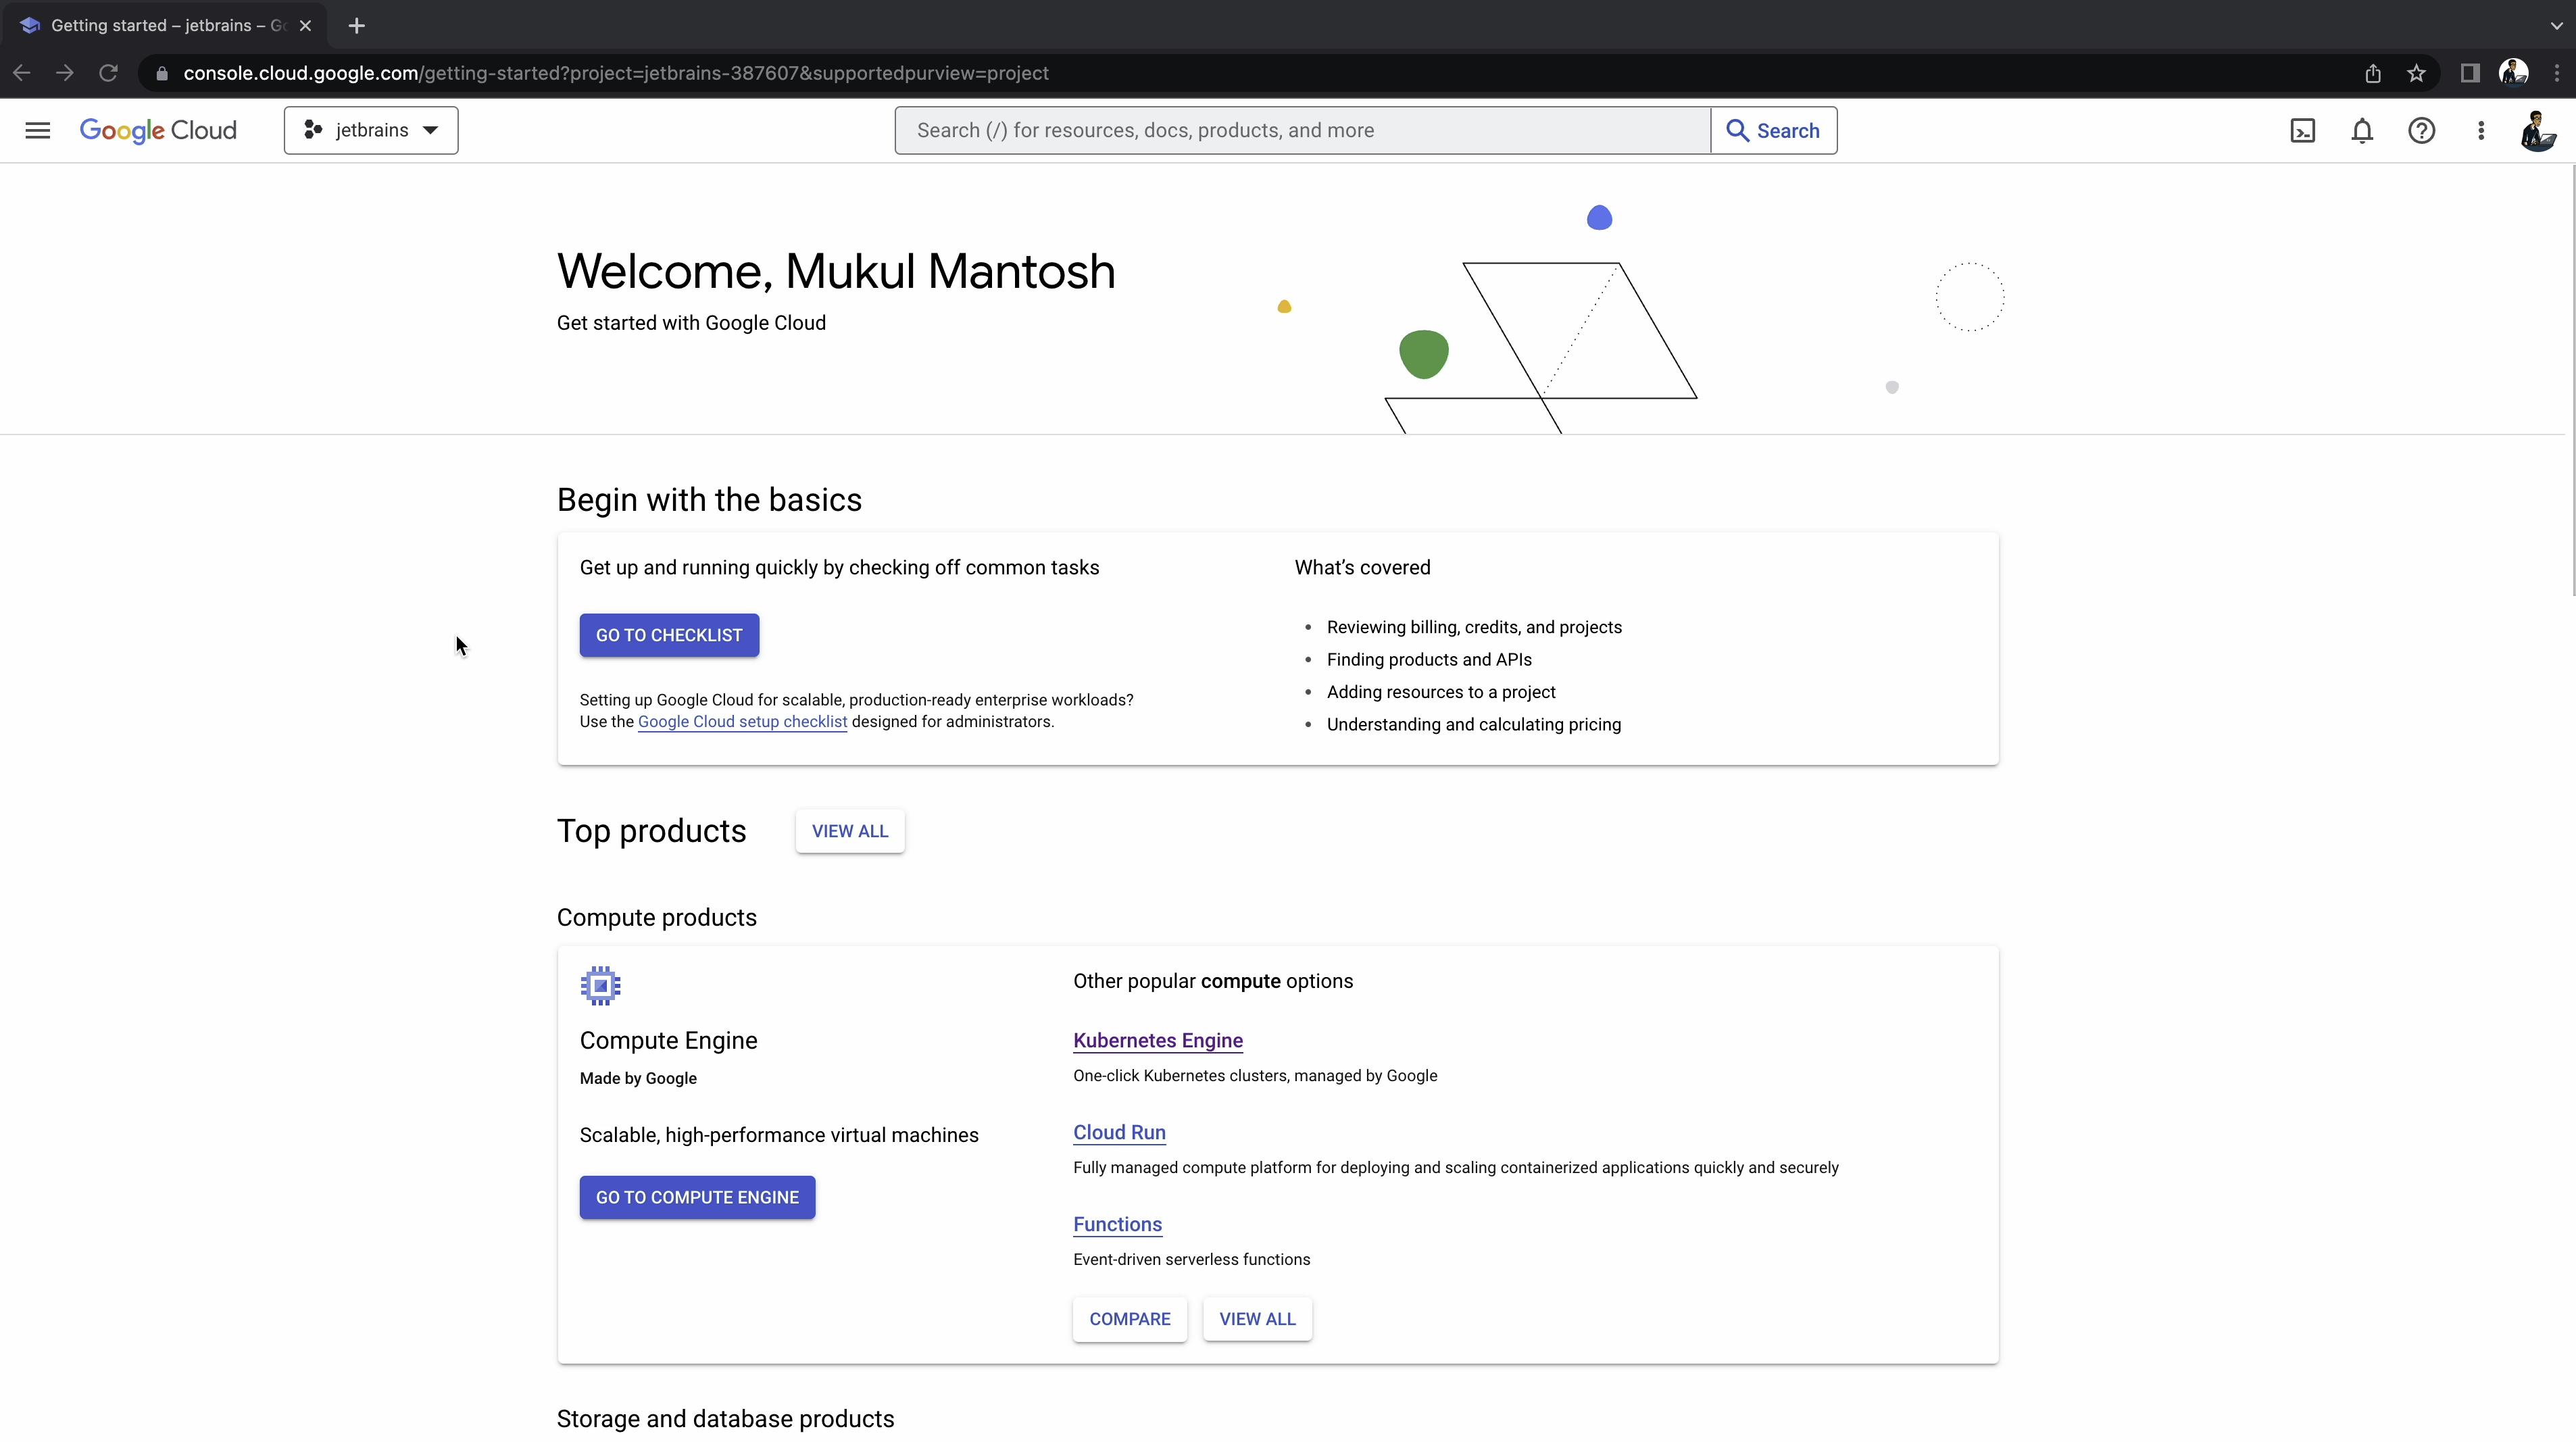 Getting started – jetbrains – Go
console.cloud.google.com/getting-started?project=jetbrains-387607&supportedpurview=project
Google Cloud
jetbrains
Search (/) for resources, docs, products, and more
Search
Welcome, Mukul Mantosh
Get started with Google Cloud
Begin with the basics
Get up and running quickly by checking off common tasks
GO TO CHECKLIST
Setting up Google Cloud for scalable, production-ready enterprise workloads?
Use the Google Cloud setup checklist designed for administrators.
What's covered
• Reviewing billing, credits, and projects
• Finding products and APIs
• Adding resources to a project
• Understanding and calculating pricing
Top products
VIEW ALL
Compute products
Compute Engine
Made by Google
Scalable, high-performance virtual machines
GO TO COMPUTE ENGINE
Other popular compute options
Kubernetes Engine
One-click Kubernetes clusters, managed by Google
Cloud Run
Fully managed compute platform for deploying and scaling containerized applications quickly and securely
Functions
Event-driven serverless functions
COMPARE
VIEW ALL
Storage and database products